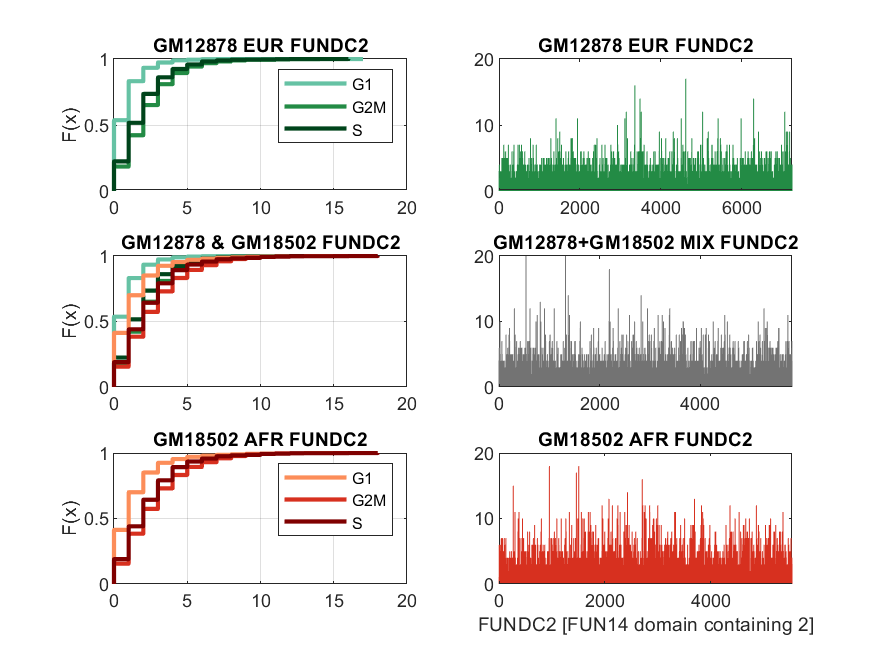 GM12878 EUR FUNDC2
F(x)
1
0.5
0
0 5 10 15 20
G1
G2M
S
GM12878 EUR FUNDC2
20
10
0
0 2000 4000 6000
GM12878 & GM18502 FUNDC2
F(x)
1
0.5
0
0 5 10 15 20
GM12878+GM18502 MIX FUNDC2
20
10
0
0 2000 4000
GM18502 AFR FUNDC2
F(x)
1
0.5
0
0 5 10 15 20
G1
G2M
S
GM18502 AFR FUNDC2
20
10
0
0 2000 4000
FUNDC2 [FUN14 domain containing 2]